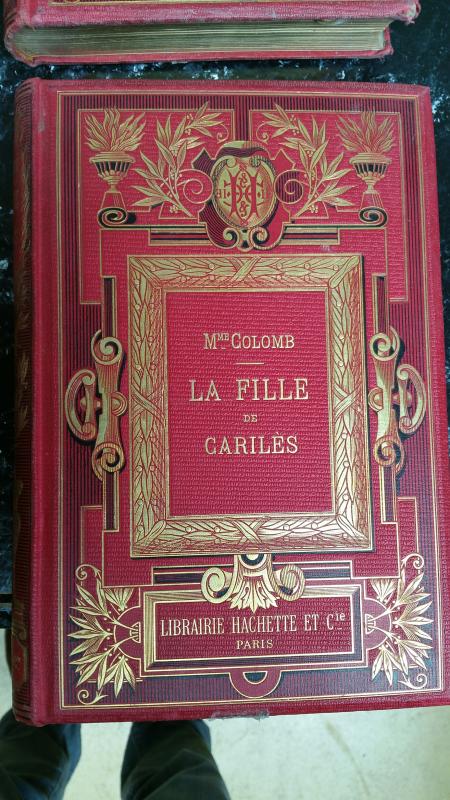 Mme COLOMB
LA FILLE
DE
CARILÈS
LIBRAIRIE HACHETTE ET Cie
PARIS